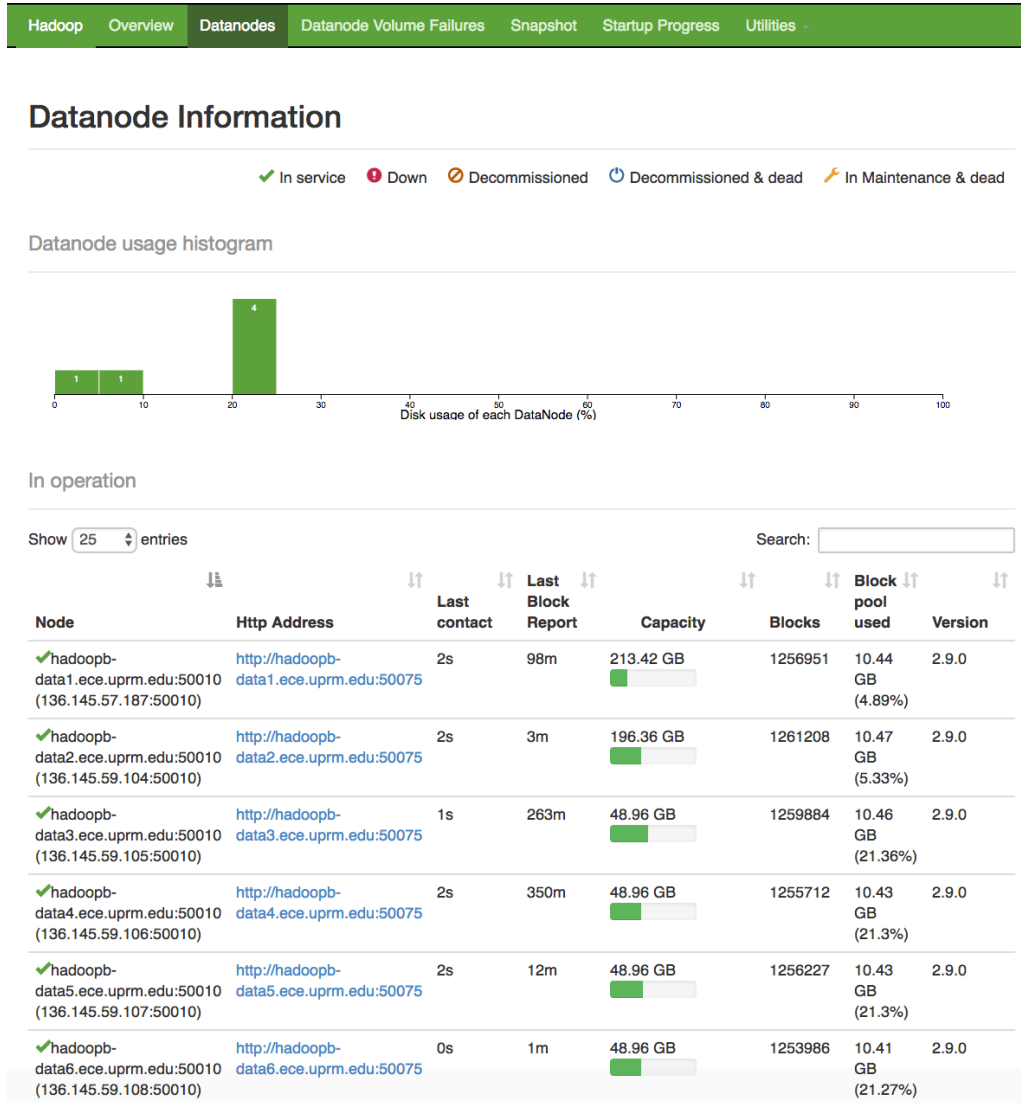 Hadoop Overview Datanodes Datanode Volume Failures Snapshot Startup Progress Utilities
Datanode Information
In service Down Decommissioned Decommissioned & dead In Maintenance & dead
Datanode usage histogram
4
1 1
0 10 20 30 40 50 60 70 80 90 100
Disk usage of each DataNode (%)
In operation
Show 25 entries Search:
Node Http Address Last contact Last Block Report Capacity Blocks Block pool used Version
hadoopb- http://hadoopb- 2s 98m 213.42 GB 1256951 10.44 2.9.0
data1.ece.uprm.edu:50010 data1.ece.uprm.edu:50075 GB
(136.145.57.187:50010) (4.89%)
hadoopb- http://hadoopb- 2s 3m 196.36 GB 1261208 10.47 2.9.0
data2.ece.uprm.edu:50010 data2.ece.uprm.edu:50075 GB
(136.145.59.104:50010) (5.33%)
hadoopb- http://hadoopb- 1s 263m 48.96 GB 1259884 10.46 2.9.0
data3.ece.uprm.edu:50010 data3.ece.uprm.edu:50075 GB
(136.145.59.105:50010) (21.36%)
hadoopb- http://hadoopb- 2s 350m 48.96 GB 1255712 10.43 2.9.0
data4.ece.uprm.edu:50010 data4.ece.uprm.edu:50075 GB
(136.145.59.106:50010) (21.3%)
hadoopb- http://hadoopb- 2s 12m 48.96 GB 1256227 10.43 2.9.0
data5.ece.uprm.edu:50010 data5.ece.uprm.edu:50075 GB
(136.145.59.107:50010) (21.3%)
hadoopb- http://hadoopb- 0s 1m 48.96 GB 1253986 10.41 2.9.0
data6.ece.uprm.edu:50010 data6.ece.uprm.edu:50075 GB
(136.145.59.108:50010) (21.27%)